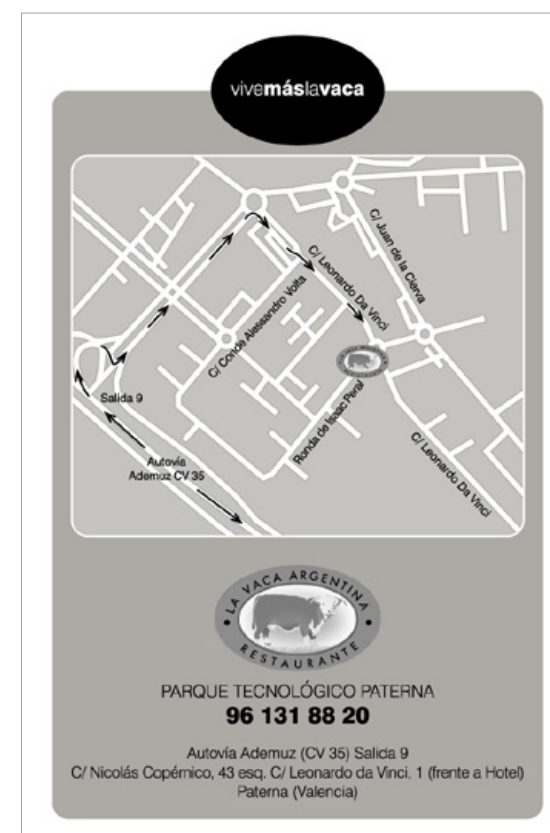 vivemáslavaca
C/ Juan de la Cierva
C/ Leonardo Da Vinci
C/ Conde Alessandro Volta
Salida 9
Ronda de Isaac Peral
Autovía
Ademuz CV 35
C/ Leonardo Da Vinci
LA VACA ARGENTINA
RESTAURANTE
PARQUE TECNOLÓGICO PATERNA
96 131 88 20
Autovía Ademuz (CV 35) Salida 9
C/ Nicolás Copérnico, 43 esq. C/ Leonardo da Vinci, 1 (frente a Hotel)
Paterna (Valencia)